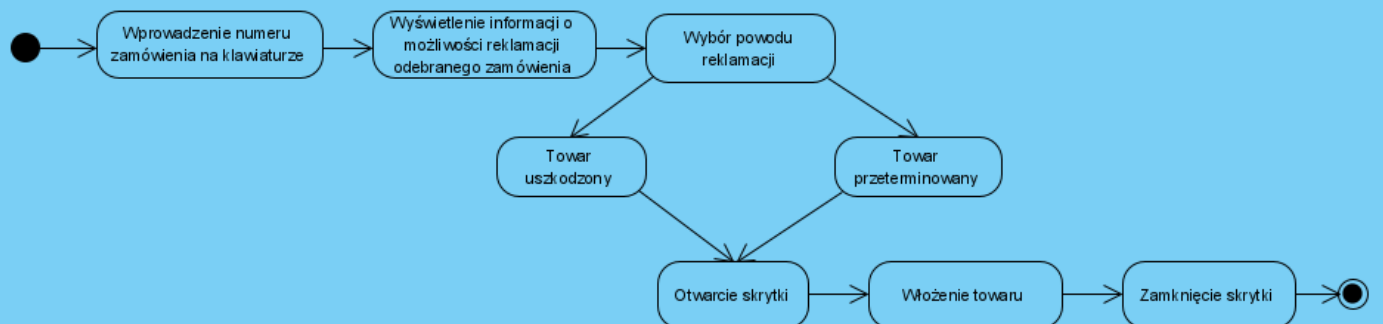 Wprowadzenie numeru
zamówienia na klawiaturze
Wyświetlenie informacji o
możliwości reklamacji
odebranego zamówienia
Wybór powodu
reklamacji
Towar
uszkodzony
Towar
przeterminowany
Otwarcie skrytki
Włożenie towaru
Zamknięcie skrytki